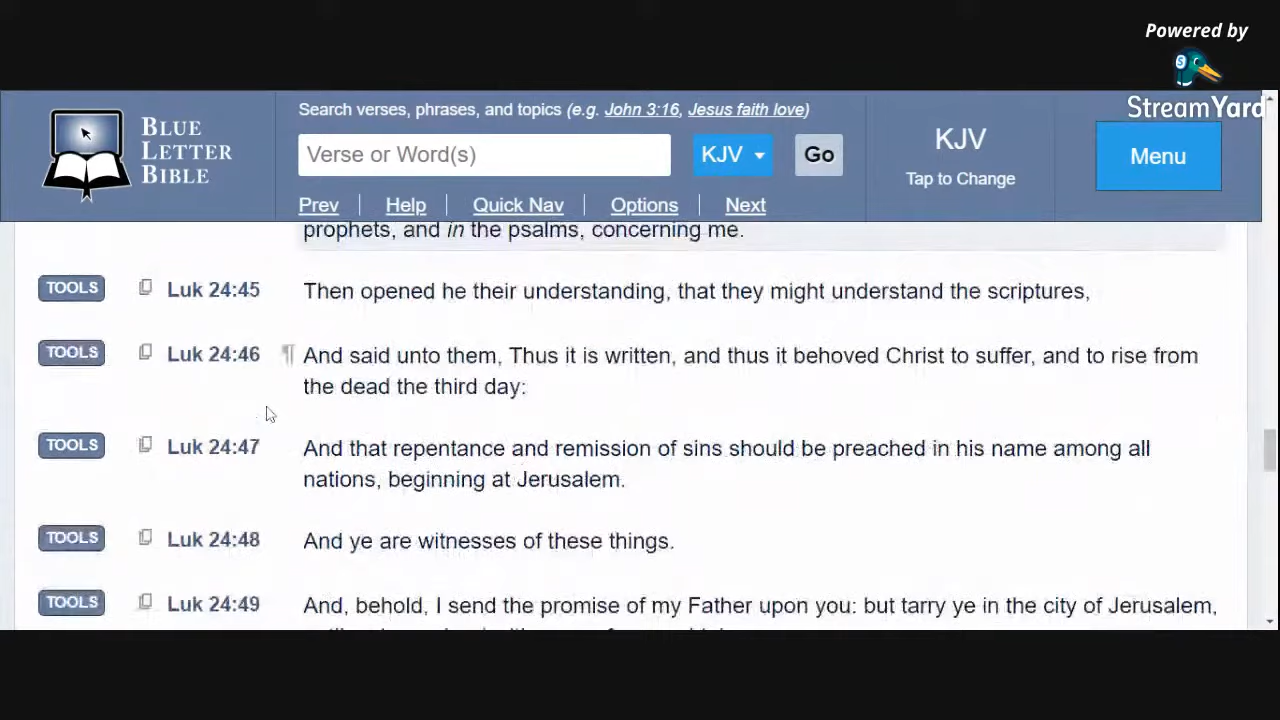 Powered by
StreamYard
BLUE
LETTER
BIBLE
Search verses, phrases, and topics (e.g. John 3:16, Jesus faith love)
Verse or Word(s)
KJV
Go
KJV
Tap to Change
Menu
Prev
Help
Quick Nav
Options
Next
prophets, and in the psalms, concerning me.
TOOLS Luk 24:45 Then opened he their understanding, that they might understand the scriptures,
TOOLS Luk 24:46 ¶ And said unto them, Thus it is written, and thus it behoved Christ to suffer, and to rise from
the dead the third day:
TOOLS Luk 24:47 And that repentance and remission of sins should be preached in his name among all
nations, beginning at Jerusalem.
TOOLS Luk 24:48 And ye are witnesses of these things.
TOOLS Luk 24:49 And, behold, I send the promise of my Father upon you: but tarry ye in the city of Jerusalem,